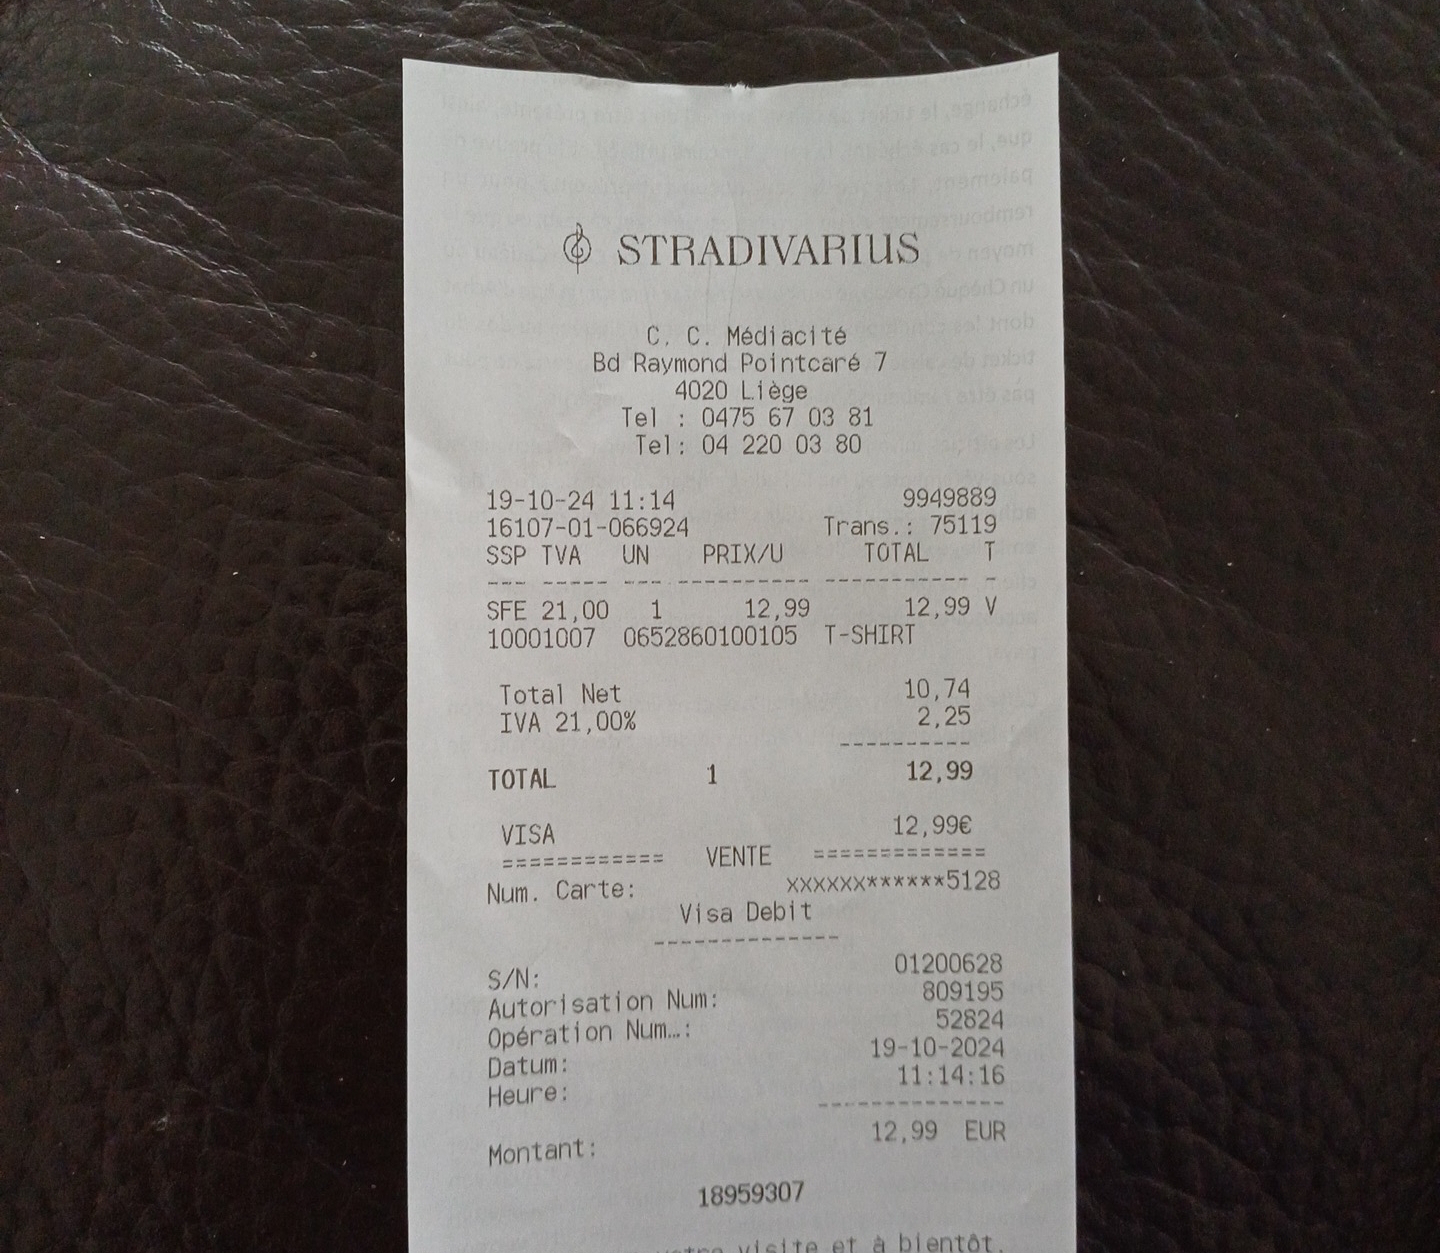 STRADIVARIUS
C. C. Médiacité
Bd Raymond Pointcaré 7
4020 Liège
Tel : 0475 67 03 81
Tel: 04 220 03 80
19-10-24 11:14 9949889
16107-01-066924 Trans.: 75119
SSP TVA UN PRIX/U TOTAL T
--- ----- --- ---------- ----------- -
SFE 21,00 1 12,99 12,99 V
10001007 0652860100105 T-SHIRT
Total Net 10,74
IVA 21,00% 2,25
----------
TOTAL 1 12,99
VISA 12,99€
============ VENTE =============
Num. Carte: XXXXXX******5128
Visa Debit
--------------
S/N: 01200628
Autorisation Num: 809195
Opération Num…: 52824
Datum: 19-10-2024
Heure: 11:14:16
--------------
Montant: 12,99 EUR
18959307
visite et à bientôt.